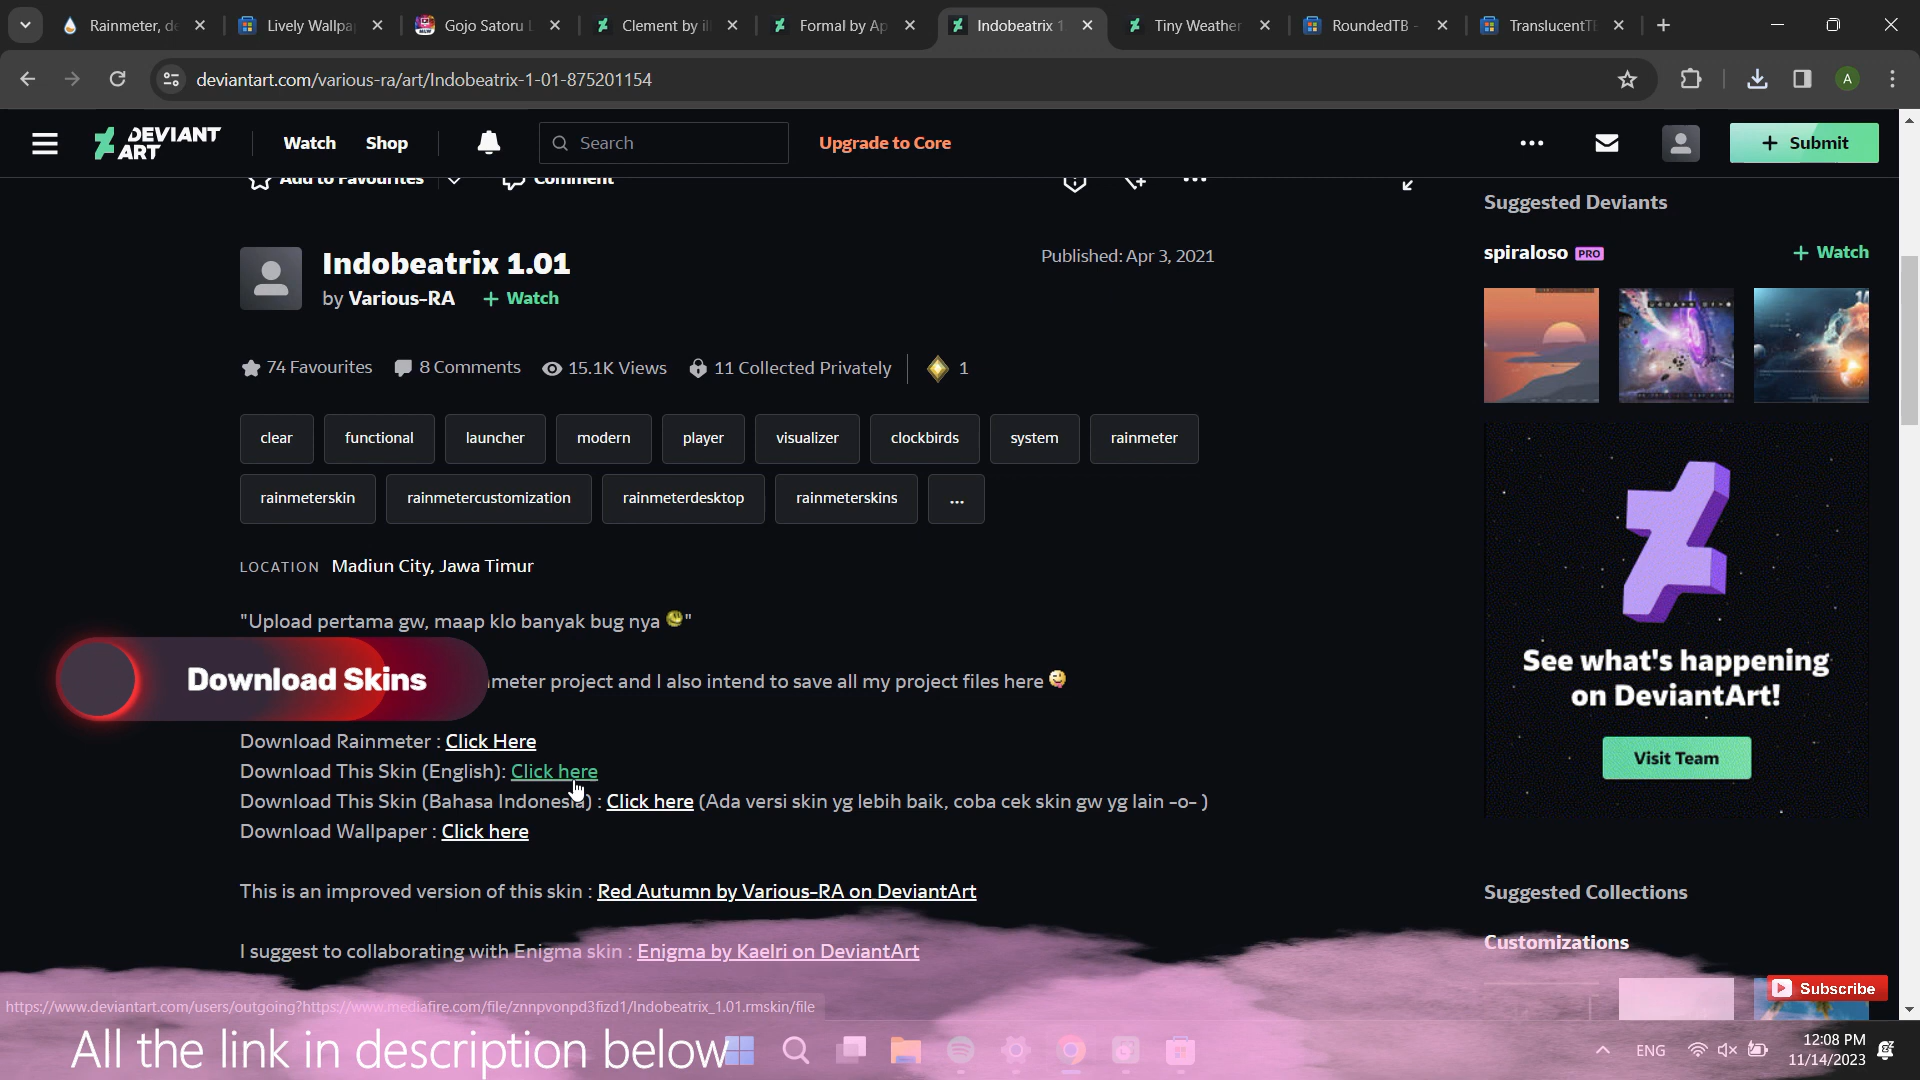 Rainmeter, de
Lively Wallpa
Gojo Satoru L
Clement by il
Formal by Ap
Indobeatrix 1
Tiny Weather
RoundedTB -
TranslucentT
deviantart.com/various-ra/art/Indobeatrix-1-01-875201154
A
DEVIANT ART
Watch
Shop
Search
Upgrade to Core
+ Submit
Add to Favourites
Comment
Suggested Deviants
Indobeatrix 1.01
by Various-RA + Watch
Published: Apr 3, 2021
spiraloso PRO
+ Watch
74 Favourites 8 Comments 15.1K Views 11 Collected Privately 1
clear functional launcher modern player visualizer clockbirds system rainmeter
rainmeterskin rainmetercustomization rainmeterdesktop rainmeterskins ...
LOCATION Madiun City, Jawa Timur
"Upload pertama gw, maap klo banyak bug nya "
Download Skins
meter project and I also intend to save all my project files here
Download Rainmeter : Click Here
Download This Skin (English): Click here
Download This Skin (Bahasa Indonesia) : Click here (Ada versi skin yg lebih baik, coba cek skin gw yg lain -o- )
Download Wallpaper : Click here
This is an improved version of this skin : Red Autumn by Various-RA on DeviantArt
I suggest to collaborating with Enigma skin : Enigma by Kaelri on DeviantArt
See what's happening
on DeviantArt!
Visit Team
Suggested Collections
Customizations
Subscribe
https://www.deviantart.com/users/outgoing?https://www.mediafire.com/file/znnpvonpd3fizd1/Indobeatrix_1.01.rmskin/file
All the link in description below
ENG
12:08 PM
11/14/2023